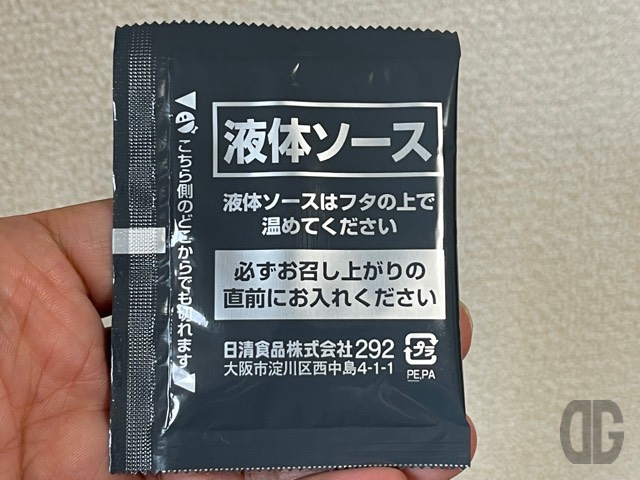 液体ソース
液体ソースはフタの上で
温めてください
必ずお召し上がりの
直前にお入れください
日清食品株式会社292
大阪市淀川区西中島4-1-1
プラ
PE,PA
こちら側のどこからでも切れます
DG